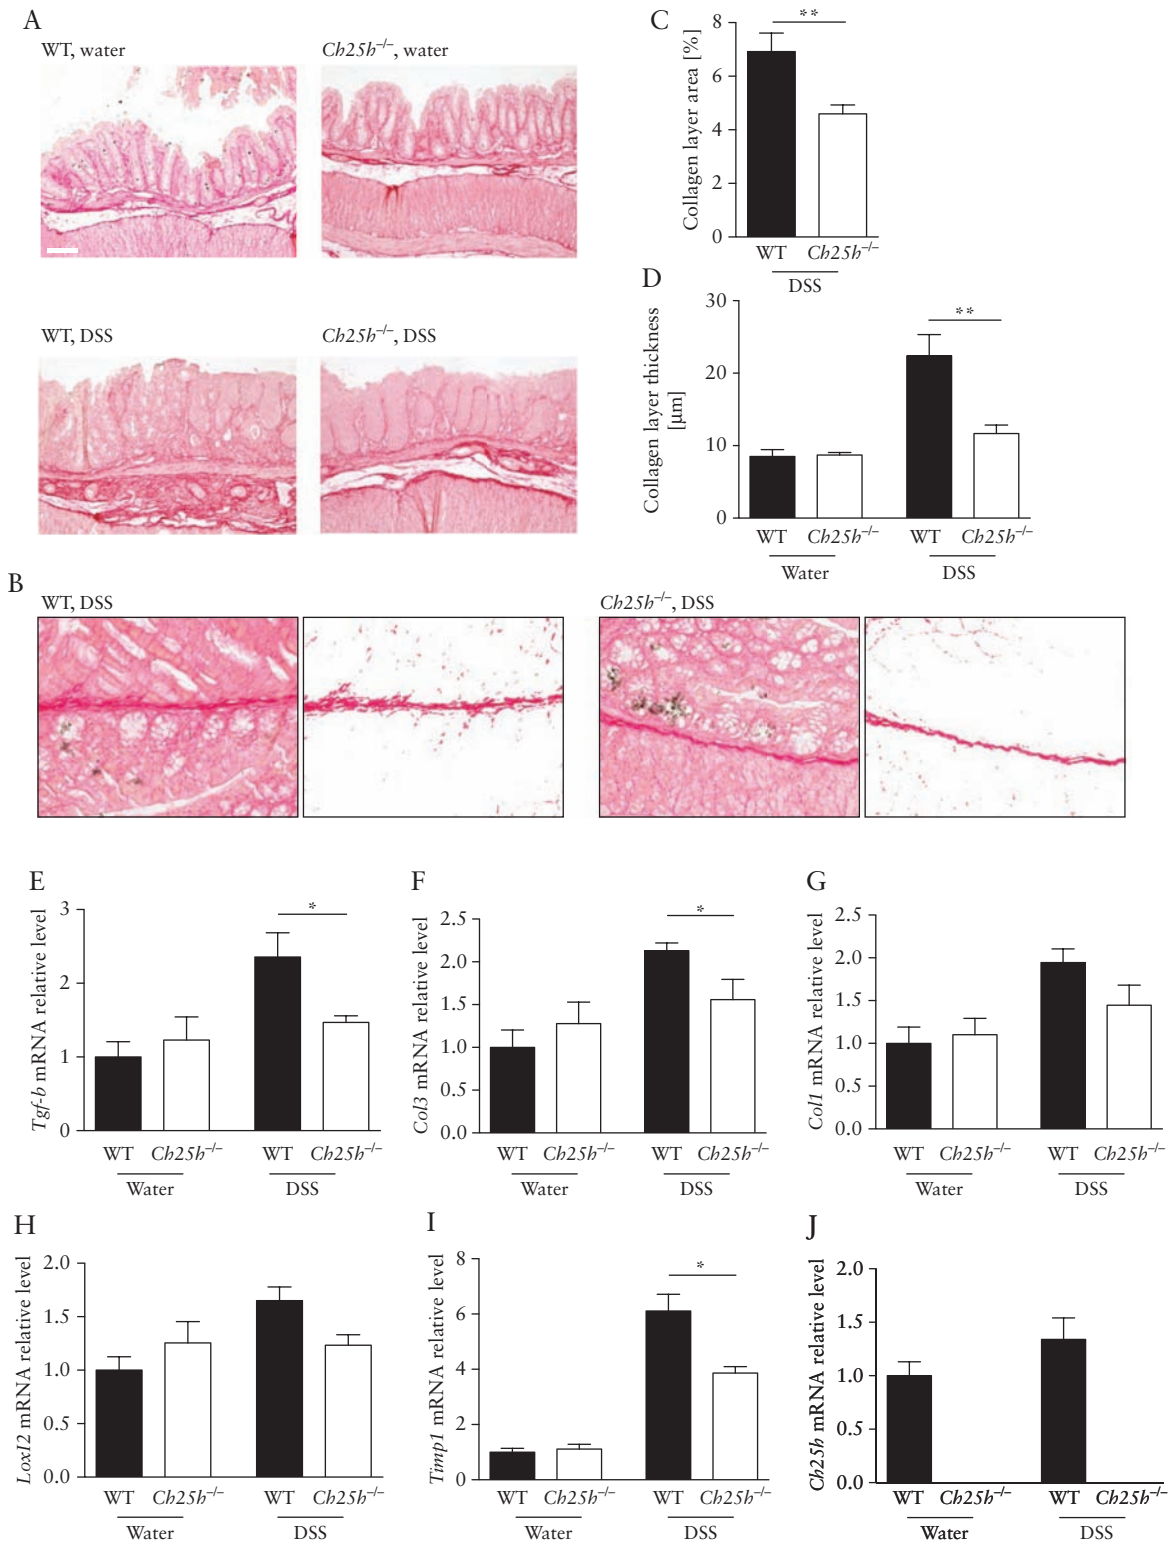 A
WT, water
Ch25h–/–, water
WT, DSS
Ch25h–/–, DSS
C
Collagen layer area [%]
8
6
4
2
0
**
WT
Ch25h–/–
DSS
D
Collagen layer thickness
[µm]
30
20
10
0
**
WT
Ch25h–/–
WT
Ch25h–/–
Water
DSS
B
WT, DSS
Ch25h–/–, DSS
E
Tgf-b mRNA relative level
3
2
1
0
*
WT
Ch25h–/–
WT
Ch25h–/–
Water
DSS
F
Col3 mRNA relative level
2.5
2.0
1.5
1.0
0.5
0.0
*
WT
Ch25h–/–
WT
Ch25h–/–
Water
DSS
G
Col1 mRNA relative level
2.5
2.0
1.5
1.0
0.5
0.0
WT
Ch25h–/–
WT
Ch25h–/–
Water
DSS
H
Loxl2 mRNA relative level
2.0
1.5
1.0
0.5
0.0
WT
Ch25h–/–
WT
Ch25h–/–
Water
DSS
I
Timp1 mRNA relative level
8
6
4
2
0
*
WT
Ch25h–/–
WT
Ch25h–/–
Water
DSS
J
Ch25h mRNA relative level
2.0
1.5
1.0
0.5
0.0
WT
Ch25h–/–
WT
Ch25h–/–
Water
DSS